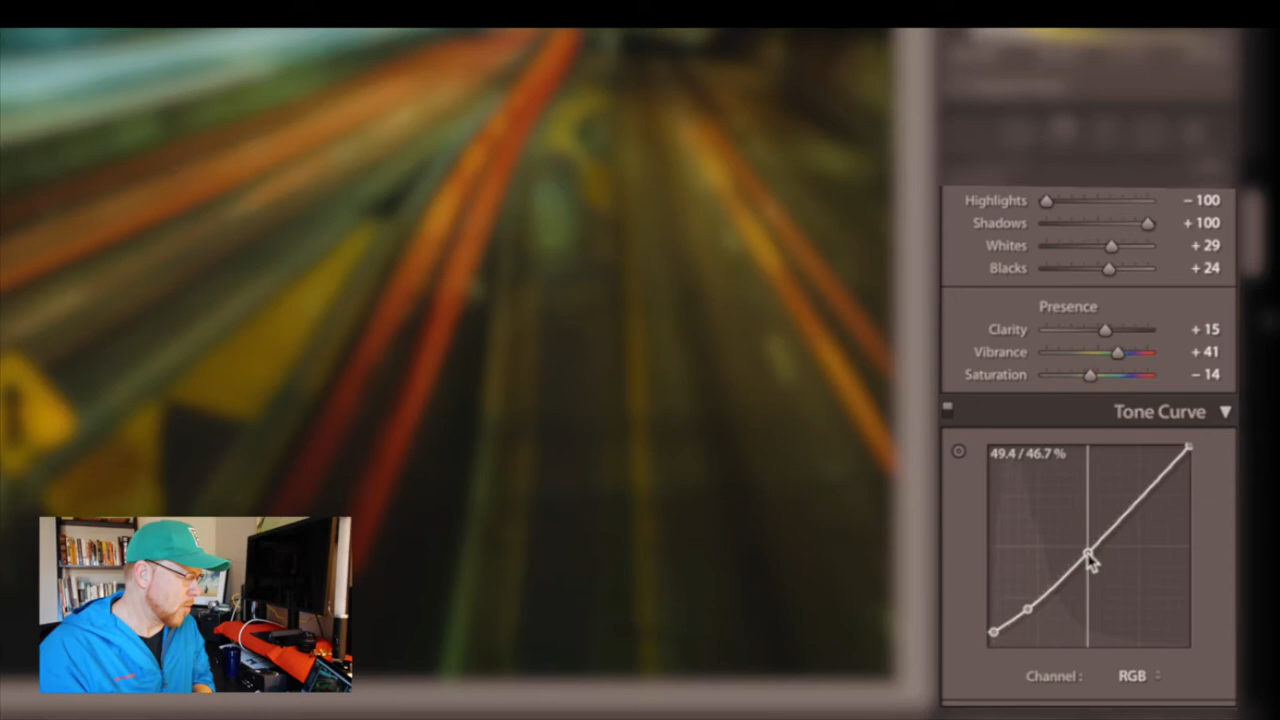 Highlights - 100
Shadows + 100
Whites + 29
Blacks + 24
Presence
Clarity + 15
Vibrance + 41
Saturation - 14
Tone Curve
49.4 / 46.7 %
Channel : RGB